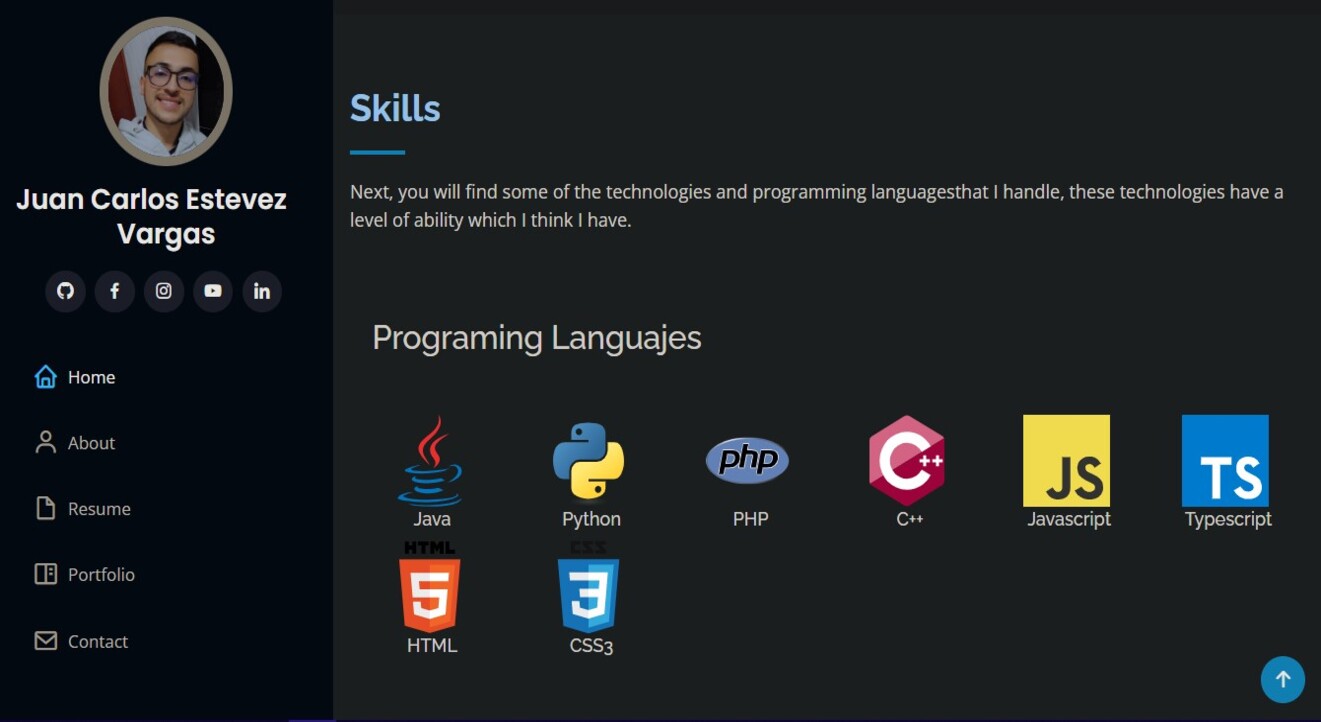 Juan Carlos Estevez
Vargas
Home
About
Resume
Portfolio
Contact
Skills
Next, you will find some of the technologies and programming languagesthat I handle, these technologies have a
level of ability which I think I have.
Programing Languajes
php
C++
JS
TS
Java
Python
PHP
C++
Javascript
Typescript
HTML
CSS
5
3
HTML
CSS3